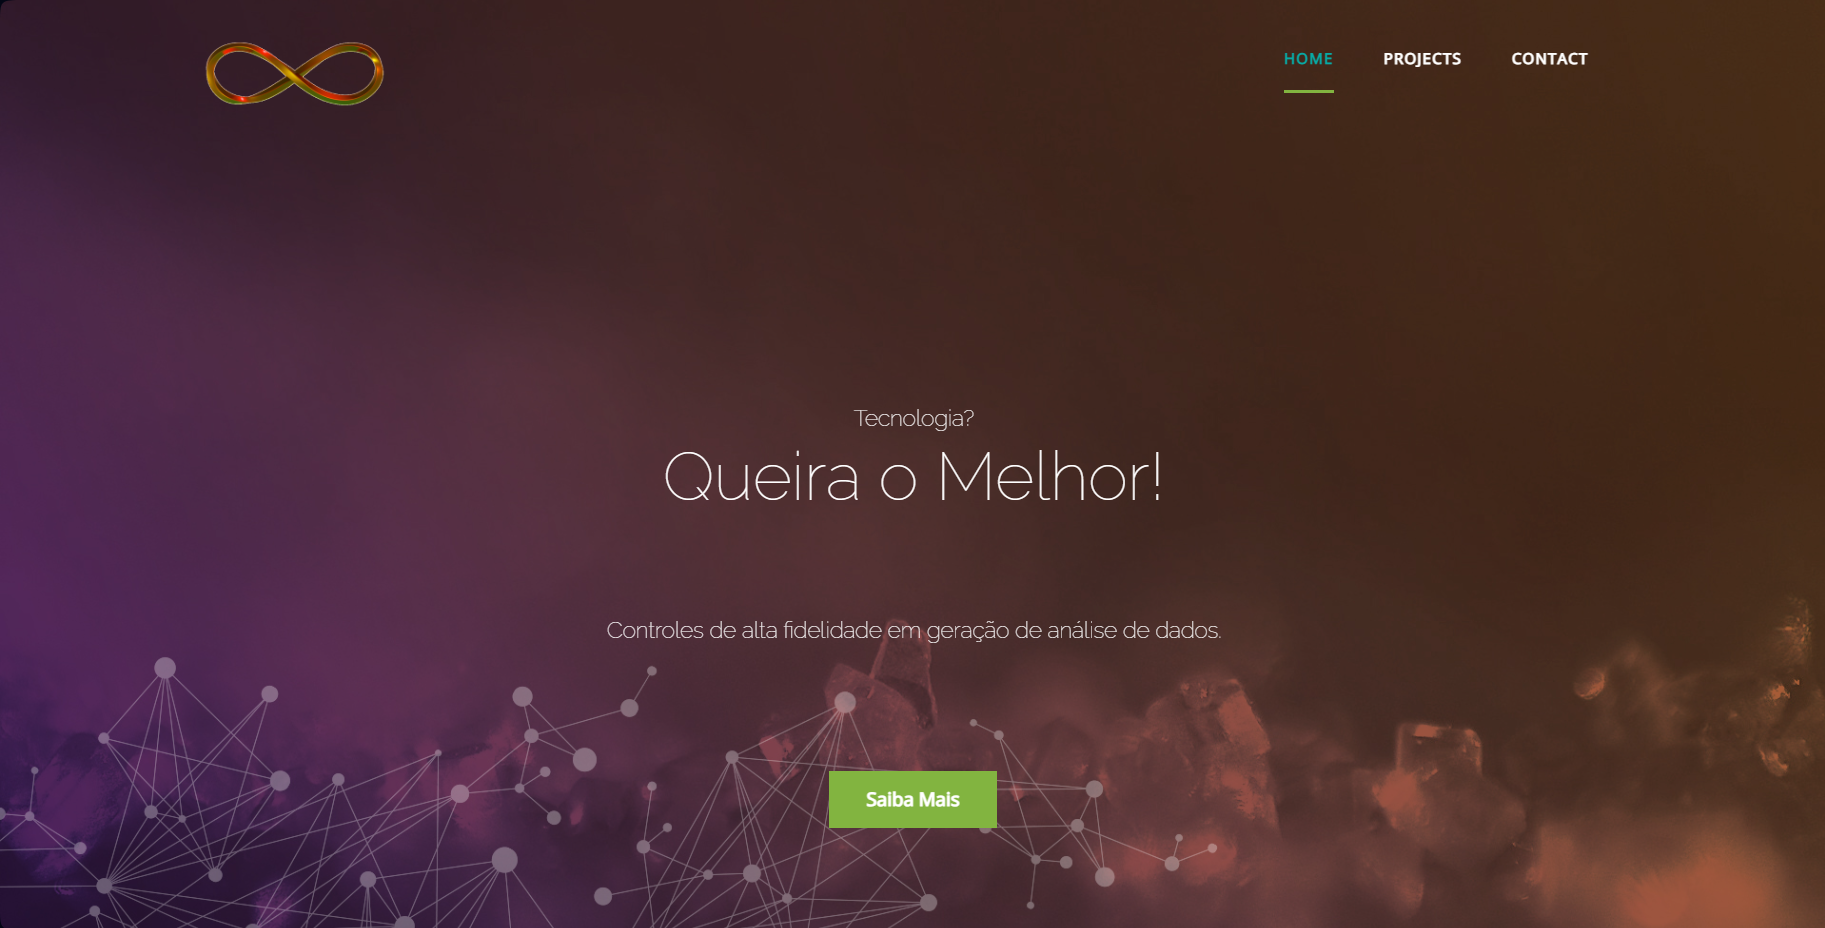 HOME PROJECTS CONTACT
Tecnologia?
Queira o Melhor!
Controles de alta fidelidade em geração de análise de dados.
Saiba Mais